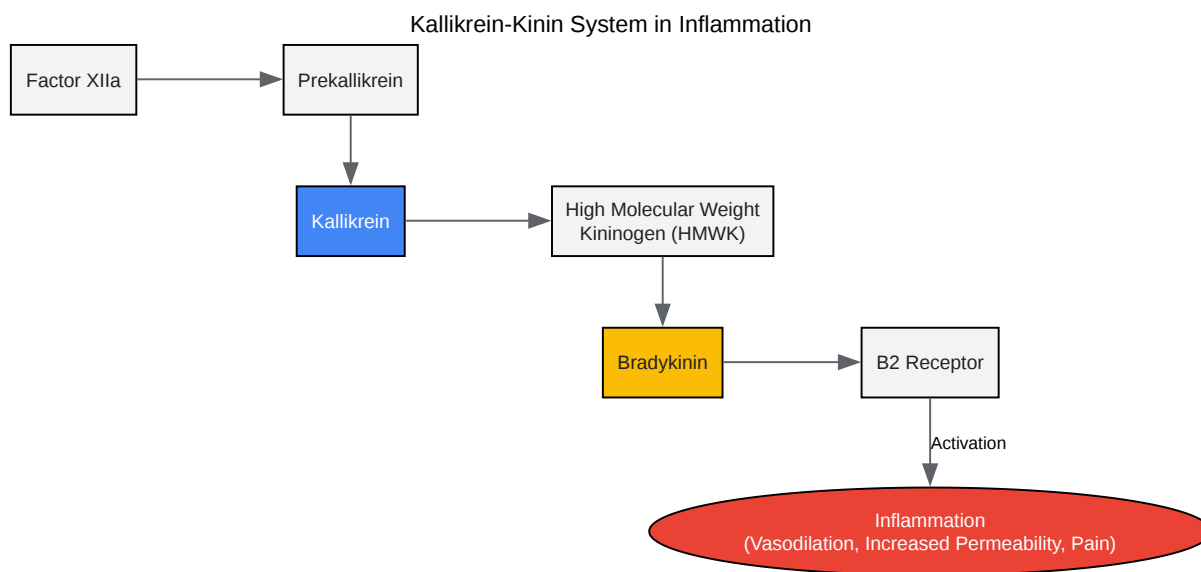 Kallikrein-Kinin System in Inflammation
Factor XIIa
Prekallikrein
Kallikrein
High Molecular Weight
Kininogen (HMWK)
Bradykinin
B2 Receptor
Activation
Inflammation
(Vasodilation, Increased Permeability, Pain)